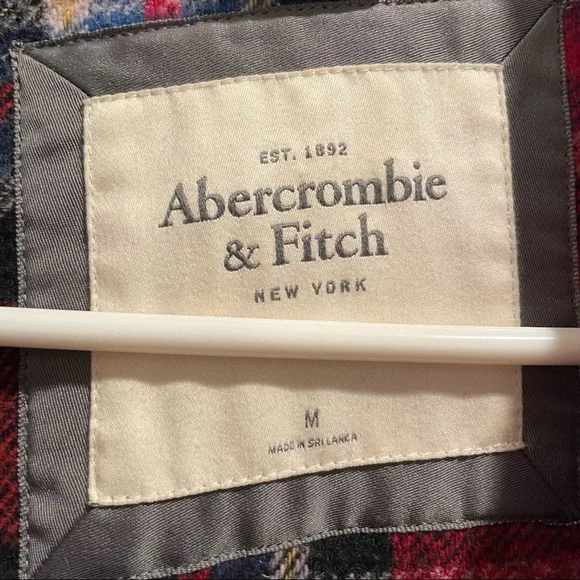 EST. 1892
Abercrombie
& Fitch
NEW YORK
M
MADE IN SRI LANKA